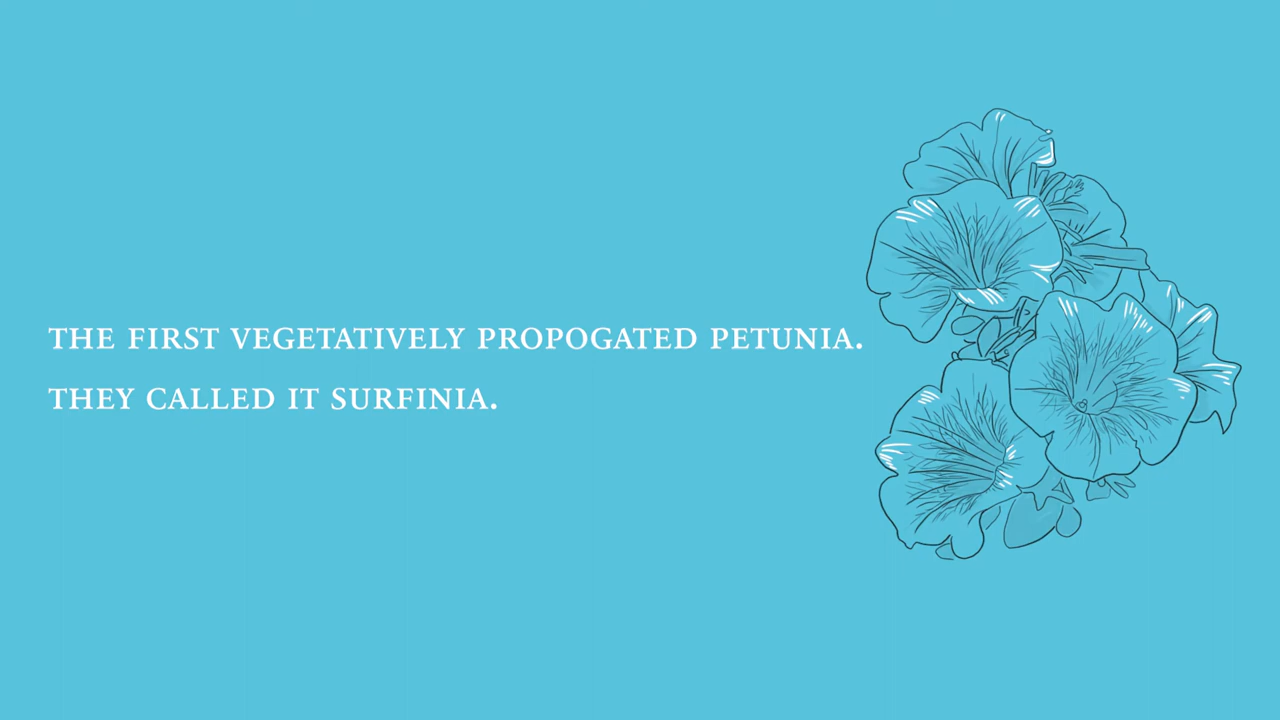 THE FIRST VEGETATIVELY PROPOGATED PETUNIA.
THEY CALLED IT SURFINIA.